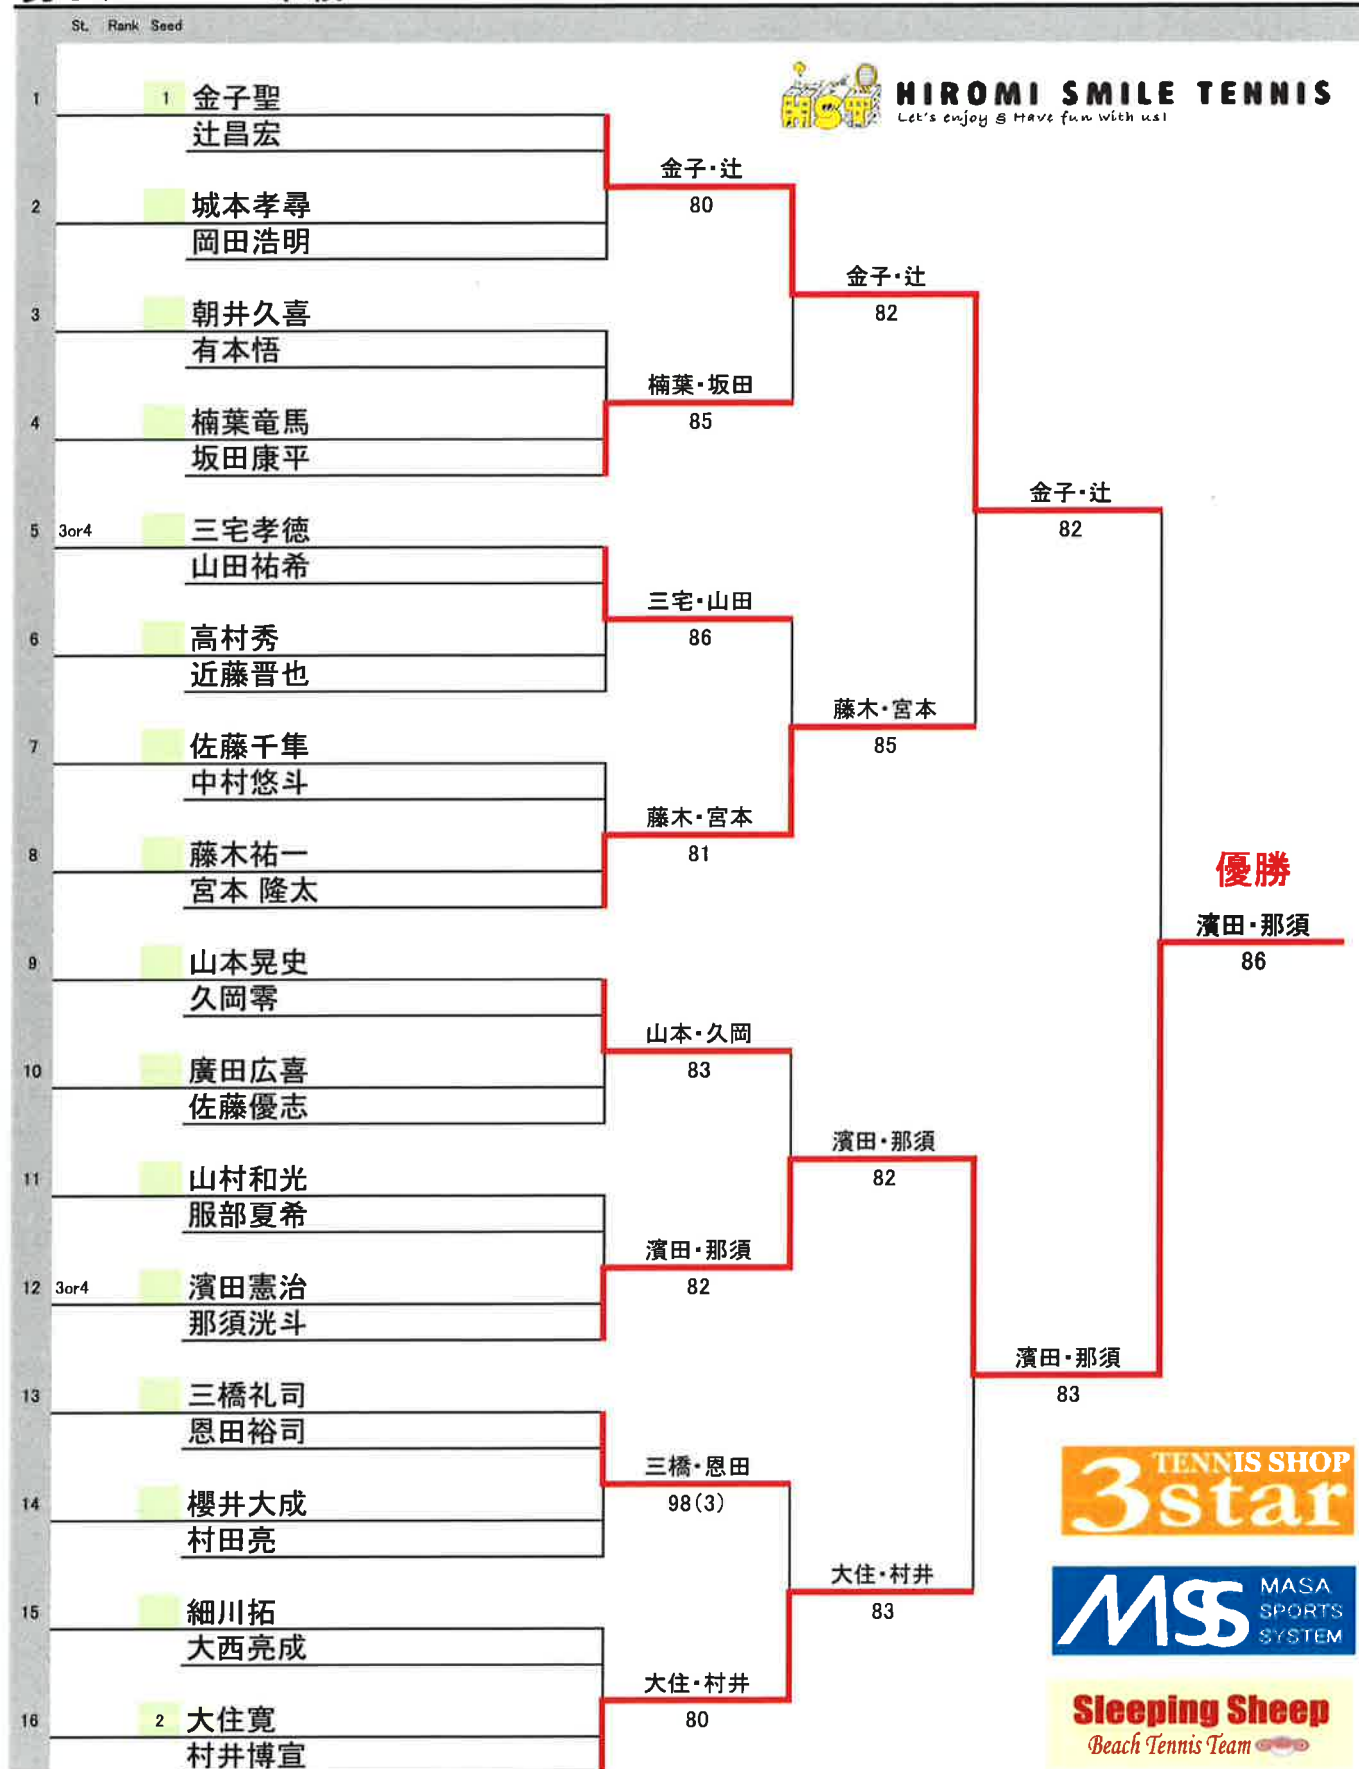 St. Rank Seed
HIROMI SMILE TENNIS
Let's enjoy & Have fun with us!
HST
1 1 金子聖
辻昌宏
金子・辻
80
2 城本孝尋
岡田浩明
金子・辻
82
3 朝井久喜
有本悟
楠葉・坂田
85
4 楠葉竜馬
坂田康平
金子・辻
82
5 3or4 三宅孝徳
山田祐希
三宅・山田
86
6 高村秀
近藤晋也
藤木・宮本
85
7 佐藤千隼
中村悠斗
藤木・宮本
81
8 藤木祐一
宮本 隆太
優勝
濱田・那須
86
9 山本晃史
久岡零
山本・久岡
83
10 廣田広喜
佐藤優志
濱田・那須
82
11 山村和光
服部夏希
濱田・那須
82
12 3or4 濱田憲治
那須洸斗
濱田・那須
83
13 三橋礼司
恩田裕司
三橋・恩田
98(3)
14 櫻井大成
村田亮
大住・村井
83
15 細川拓
大西亮成
大住・村井
80
16 2 大住寛
村井博宣
TENNIS SHOP
3star
MSS
MASA
SPORTS
SYSTEM
Sleeping Sheep
Beach Tennis Team